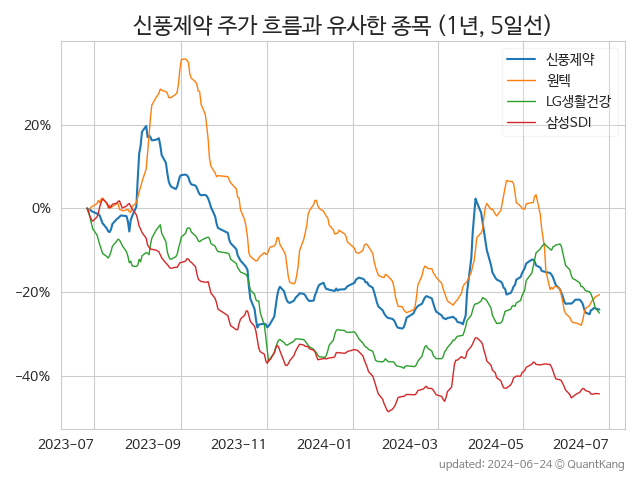 신풍제약 주가 흐름과 유사한 종목 (1년, 5일선)
신풍제약
원텍
LG생활건강
삼성SDI
20%
0%
−20%
−40%
2023-07 2023-09 2023-11 2024-01 2024-03 2024-05 2024-07
updated: 2024-06-24 © QuantKang